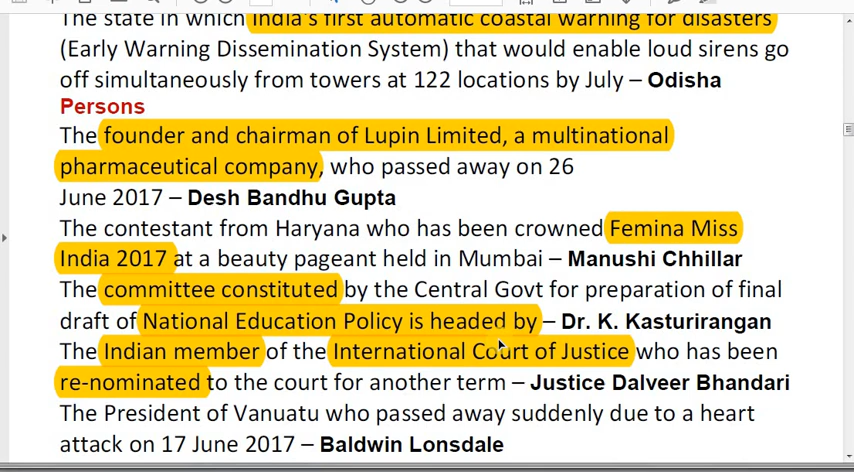 The state in which India's first automatic coastal warning for disasters
(Early Warning Dissemination System) that would enable loud sirens go
off simultaneously from towers at 122 locations by July – Odisha
Persons
The founder and chairman of Lupin Limited, a multinational
pharmaceutical company, who passed away on 26
June 2017 – Desh Bandhu Gupta
The contestant from Haryana who has been crowned Femina Miss
India 2017 at a beauty pageant held in Mumbai – Manushi Chhillar
The committee constituted by the Central Govt for preparation of final
draft of National Education Policy is headed by – Dr. K. Kasturirangan
The Indian member of the International Court of Justice who has been
re-nominated to the court for another term – Justice Dalveer Bhandari
The President of Vanuatu who passed away suddenly due to a heart
attack on 17 June 2017 – Baldwin Lonsdale